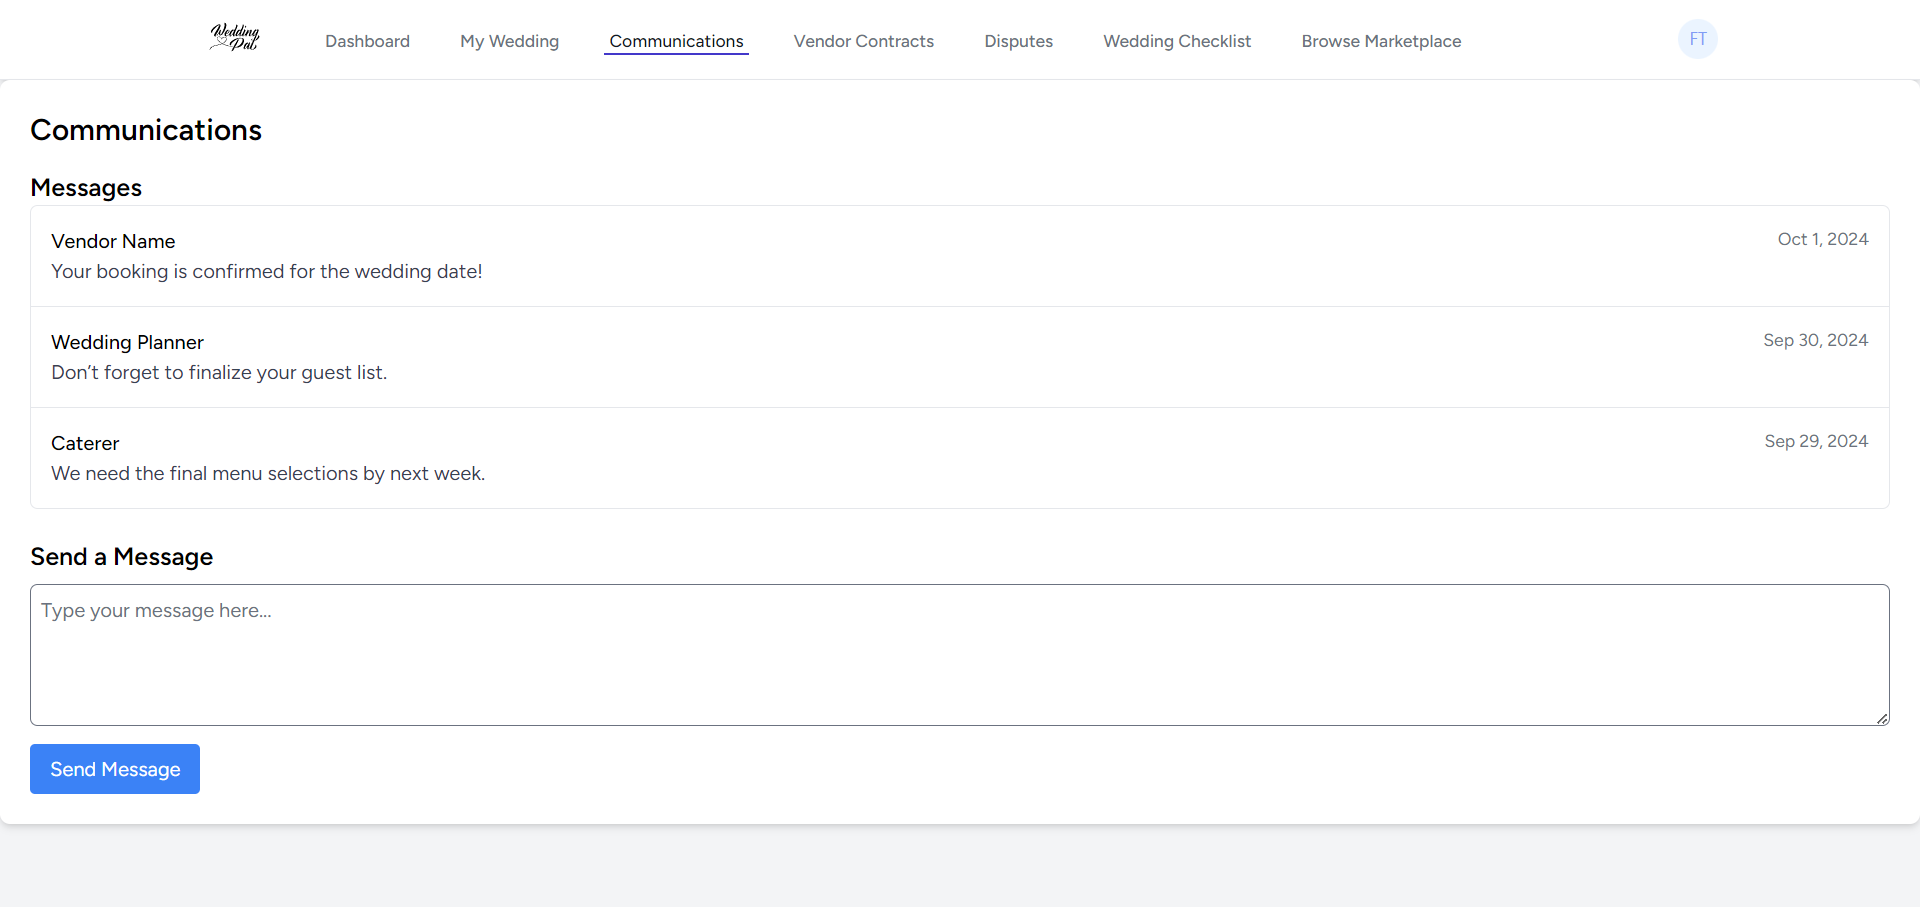 Wedding
Pal
Dashboard
My Wedding
Communications
Vendor Contracts
Disputes
Wedding Checklist
Browse Marketplace
FT
Communications
Messages
Vendor Name
Oct 1, 2024
Your booking is confirmed for the wedding date!
Wedding Planner
Sep 30, 2024
Don’t forget to finalize your guest list.
Caterer
Sep 29, 2024
We need the final menu selections by next week.
Send a Message
Type your message here...
Send Message